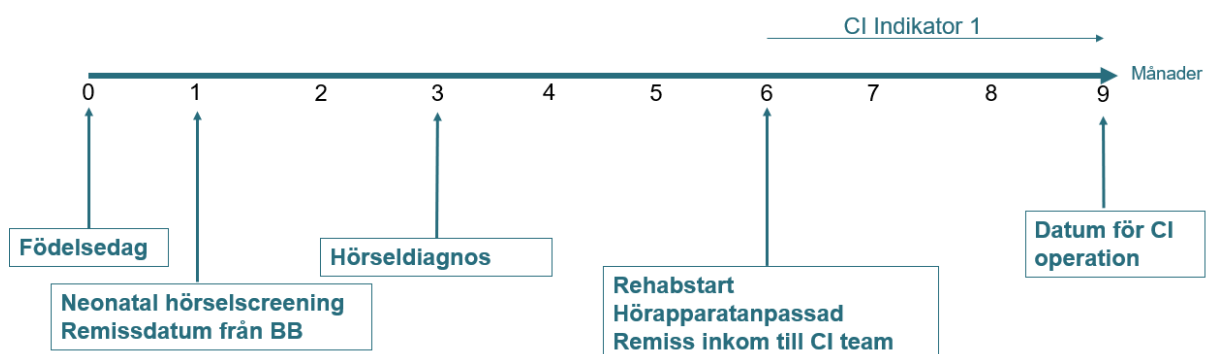 CI Indikator 1
Månader
0 1 2 3 4 5 6 7 8 9
Födelsedag
Neonatal hörselscreening
Remissdatum från BB
Hörseldiagnos
Rehabstart
Hörapparatanpassad
Remiss inkom till CI team
Datum för CI
operation